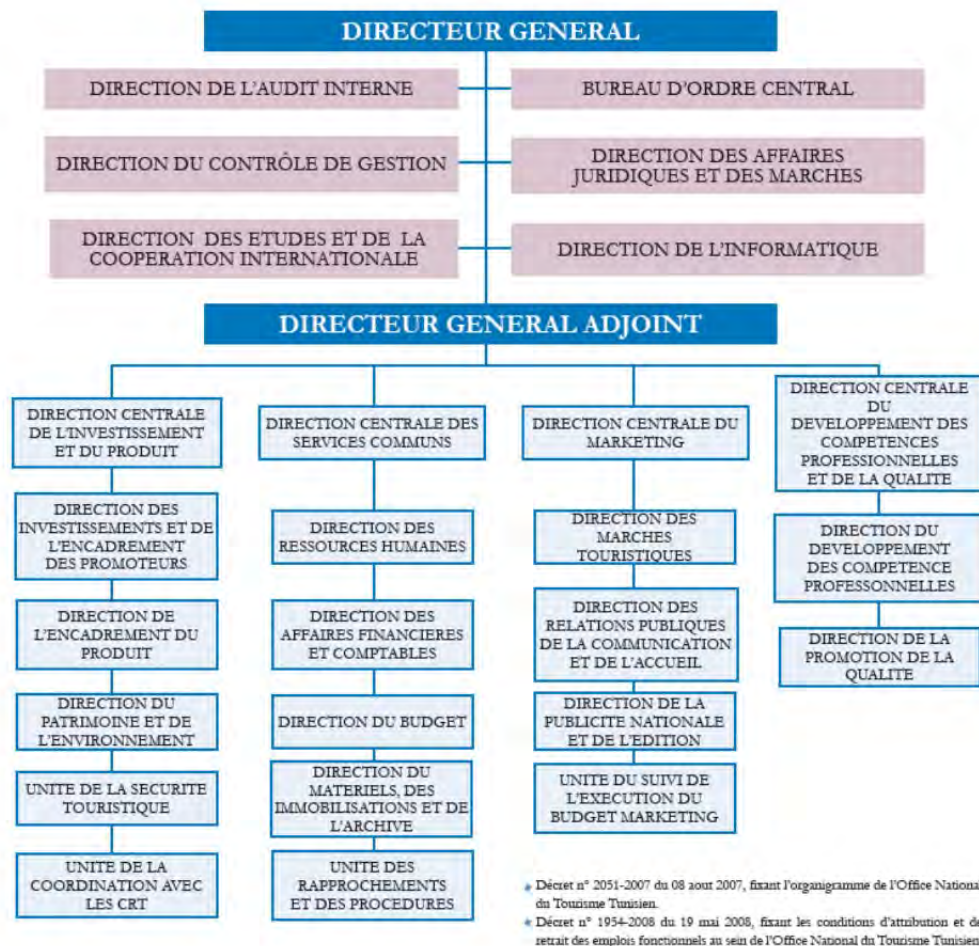 DIRECTEUR GENERAL
DIRECTION DE L'AUDIT INTERNE
BUREAU D'ORDRE CENTRAL
DIRECTION DU CONTRÔLE DE GESTION
DIRECTION DES AFFAIRES
JURIDIQUES ET DES MARCHES
DIRECTION DES ETUDES ET DE LA
COOPERATION INTERNATIONALE
DIRECTION DE L'INFORMATIQUE
DIRECTEUR GENERAL ADJOINT
DIRECTION CENTRALE
DE L'INVESTISSEMENT
ET DU PRODUIT
DIRECTION DES
INVESTISSEMENTS ET DE
L'ENCADREMENT
DES PROMOTEURS
DIRECTION DE
L'ENCADREMENT DU
PRODUIT
DIRECTION DU
PATRIMOINE ET DE
L'ENVIRONNEMENT
UNITE DE LA SECURITE
TOURISTIQUE
UNITE DE LA
COORDINATION AVEC
LES CRT
DIRECTION CENTRALE DES
SERVICES COMMUNS
DIRECTION DES
RESSOURCES HUMAINES
DIRECTION DES
AFFAIRES FINANCIERES
ET COMPTABLES
DIRECTION DU BUDGET
DIRECTION DU
MATERIELS, DES
IMMOBILISATIONS ET DE
L'ARCHIVE
UNITE DES
RAPPROCHEMENTS
ET DES PROCEDURES
DIRECTION CENTRALE DU
MARKETING
DIRECTION DES
MARCHES
TOURISTIQUES
DIRECTION DES
RELATIONS PUBLIQUES
DE LA COMMUNICATION
ET DE L'ACCUEIL
DIRECTION DE LA
PUBLICITE NATIONALE
ET DE L'EDITION
UNITE DU SUIVI DE
L'EXECUTION DU
BUDGET MARKETING
DIRECTION CENTRALE
DU
DEVELOPPEMENT DES
COMPETENCES
PROFESSIONNELLES
ET DE LA QUALITE
DIRECTION DU
DEVELOPPEMENT
DES COMPETENCE
PROFESSONNELLES
DIRECTION DE LA
PROMOTION DE LA
QUALITE
Décret n° 2051-2007 du 08 aout 2007, fixant l'organigramme de l'Office National
du Tourisme Tunisien.
Décret n° 1954-2008 du 19 mai 2008, fixant les conditions d'attribution et de
retrait des emplois fonctionnels au sein de l'Office National du Tourisme Tunisien